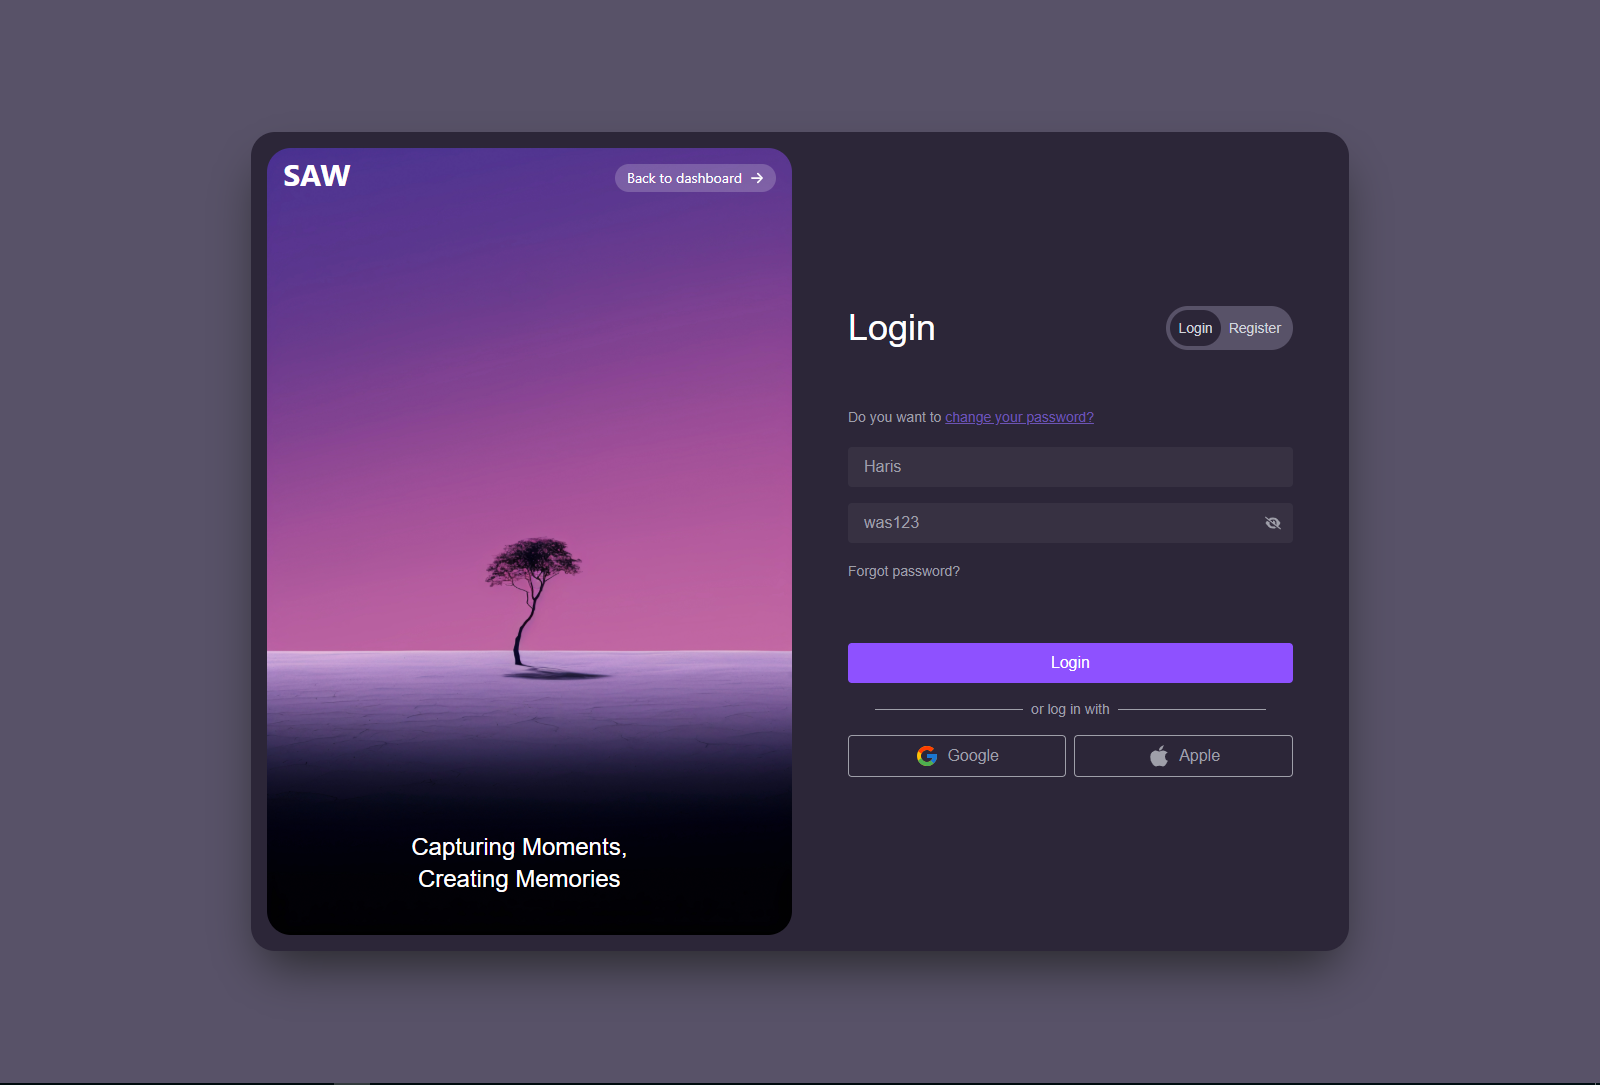 SAW
Back to dashboard
Capturing Moments,
Creating Memories
Login
Login Register
Do you want to change your password?
Haris
was123
Forgot password?
Login
or log in with
Google
Apple